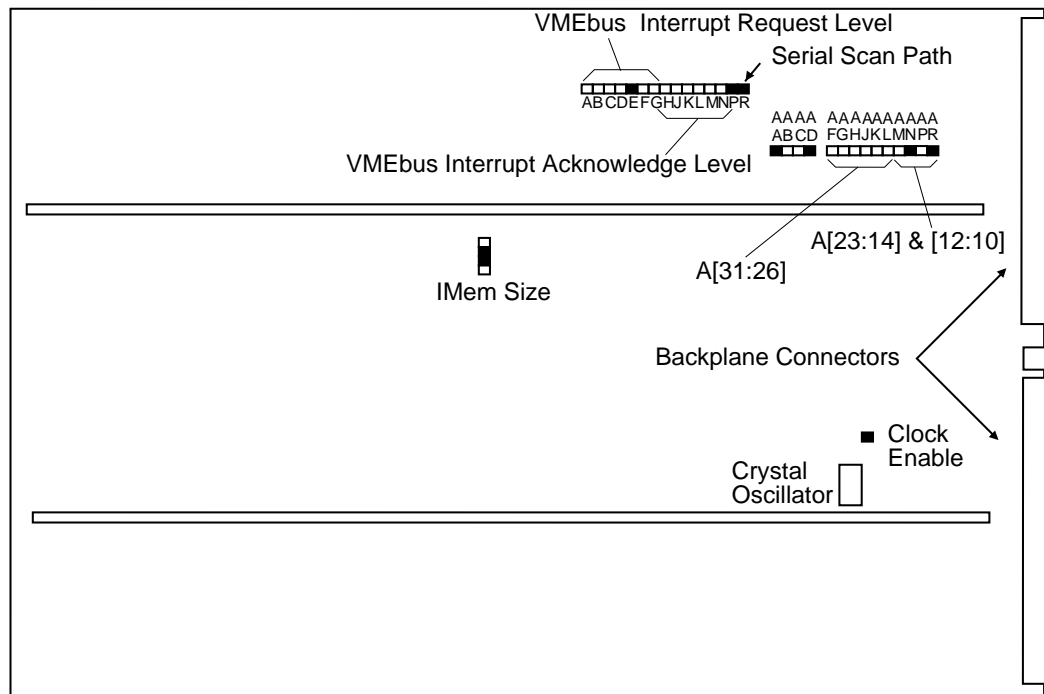 VMEbus Interrupt Request Level
Serial Scan Path
ABCDEFGHJKLMNPR
VMEbus Interrupt Acknowledge Level
AAAA AAAAAAAAAA
ABCD FGHJKLMNPR
A[23:14] & [12:10]
A[31:26]
IMem Size
Backplane Connectors
Clock
Enable
Crystal
Oscillator